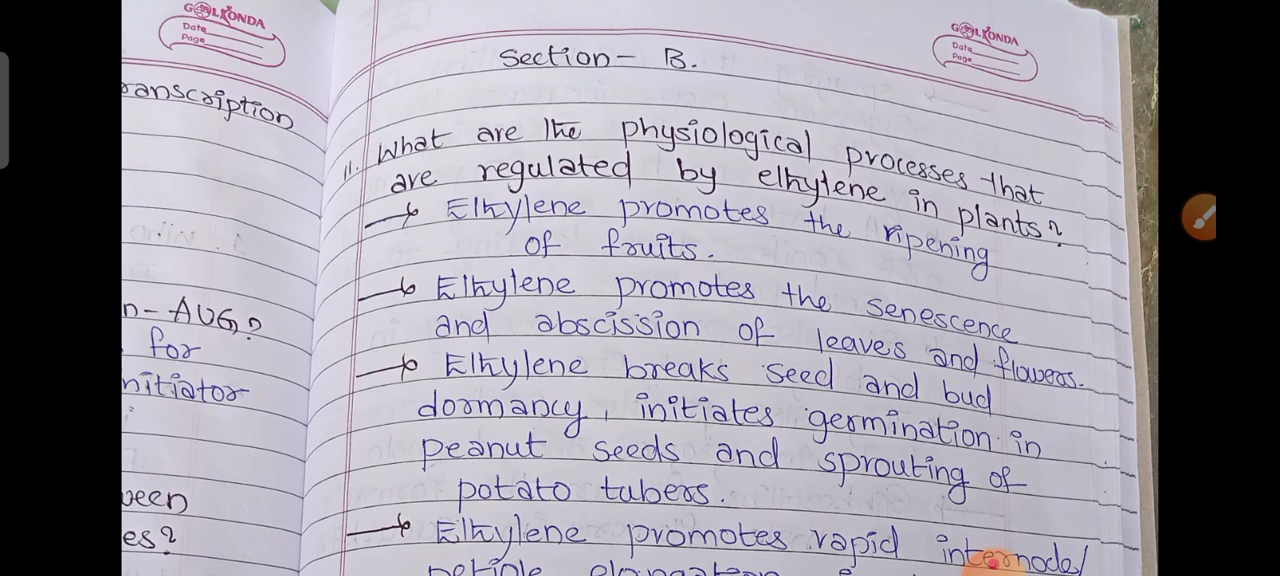 GOLKONDA
Date
Page
ranscription
n-AUG?
for
nitiator
ween
es?
GOLKONDA
Date
Page
Section - B.
11. What are the physiological processes that
are regulated by ethylene in plants?
→ Ethylene promotes the ripening
of fruits.
→ Ethylene promotes the senescence
and abscission of leaves and flowers.
→ Ethylene breaks seed and bud
dormancy, initiates germination in
peanut seeds and sprouting of
potato tubers.
→ Ethylene promotes rapid internode/
petiole elongation